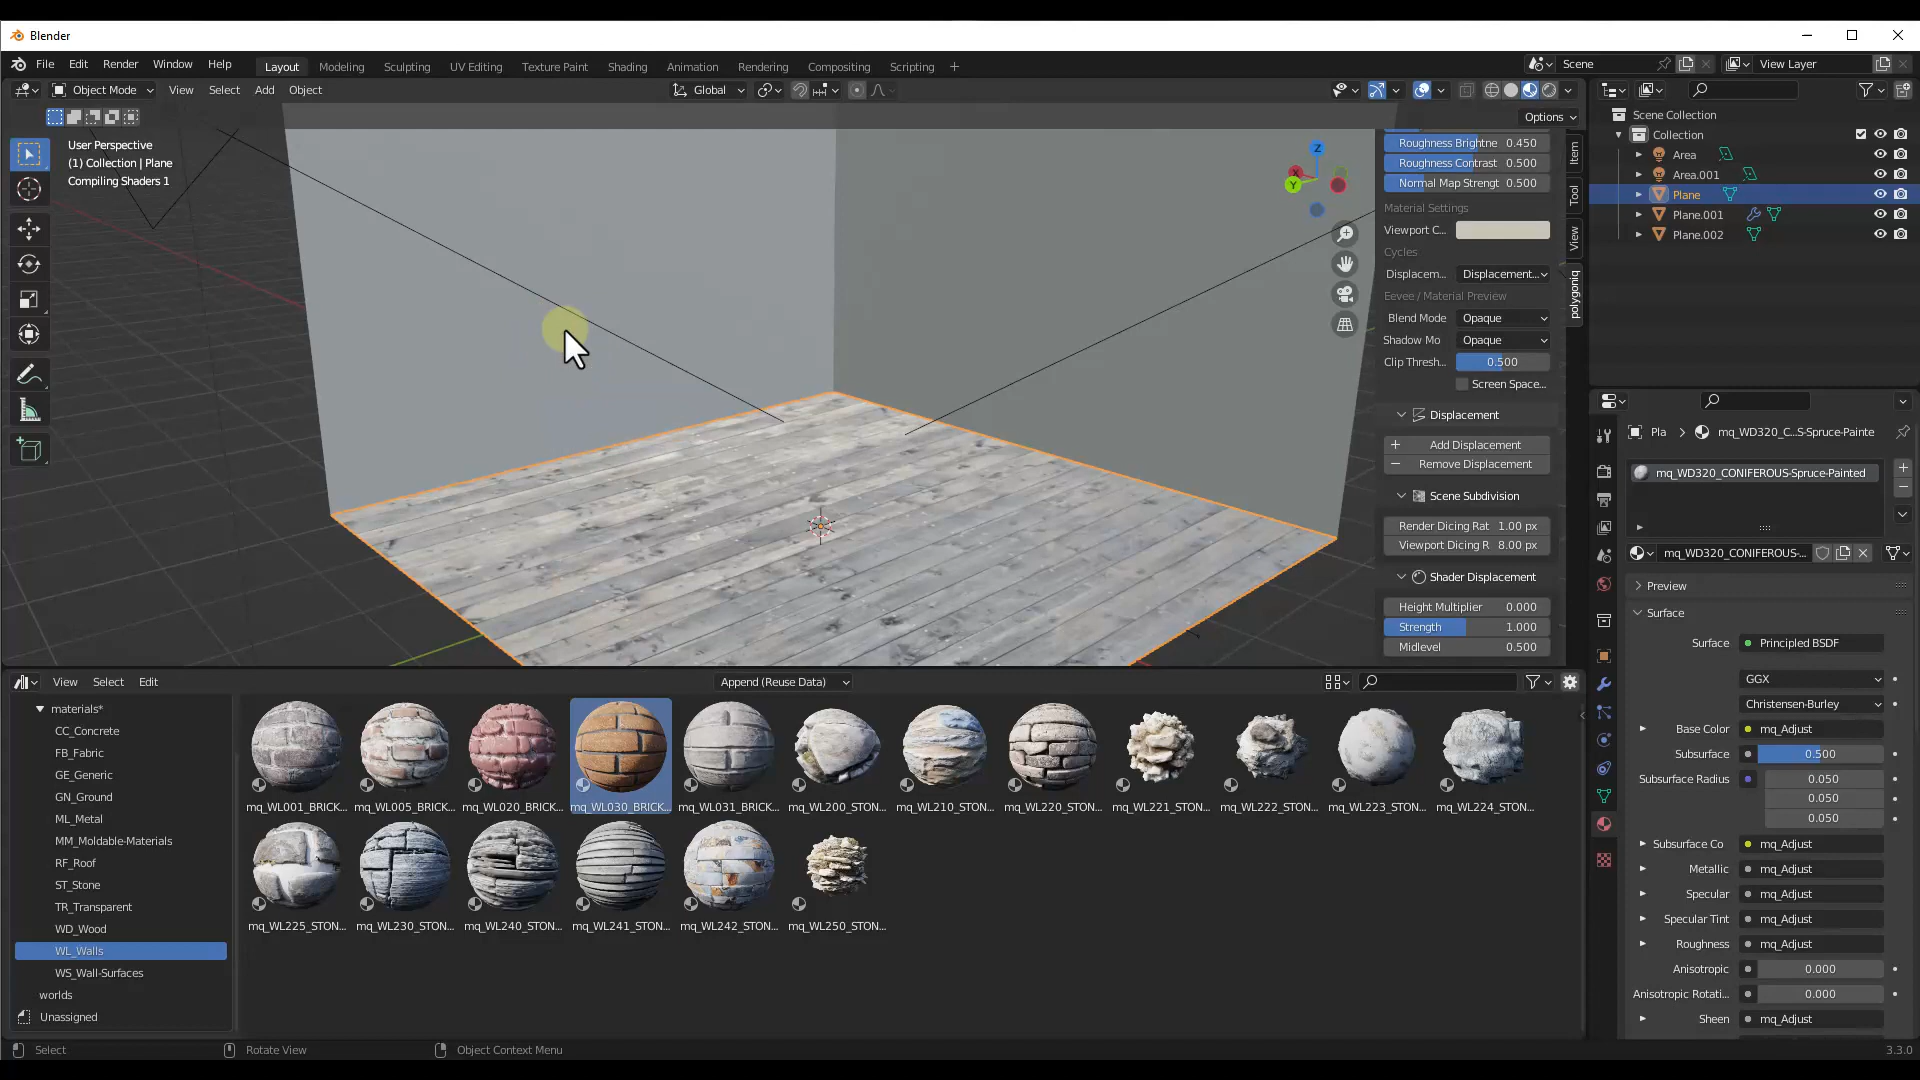 Blender
File Edit Render Window Help
Layout Modeling Sculpting UV Editing Texture Paint Shading Animation Rendering Compositing Scripting
Scene
View Layer
Object Mode View Select Add Object
Global
Options
User Perspective
(1) Collection | Plane
Compiling Shaders 1
Z
X
Y
Roughness Brightne 0.450
Roughness Contrast 0.500
Normal Map Strengt 0.500
Material Settings
Viewport C...
Cycles
Displacem... Displacement...
Eevee / Material Preview
Blend Mode Opaque
Shadow Mo Opaque
Clip Thresh... 0.500
Screen Space...
Displacement
Add Displacement
Remove Displacement
Scene Subdivision
Render Dicing Rat 1.00 px
Viewport Dicing R 8.00 px
Shader Displacement
Height Multiplier 0.000
Strength 1.000
Midlevel 0.500
Item
Tool
View
polygoniq
Scene Collection
Collection
Area
Area.001
Plane
Plane.001
Plane.002
Pla > mq_WD320_C...S-Spruce-Painte
mq_WD320_CONIFEROUS-Spruce-Painted
mq_WD320_CONIFEROUS-...
Preview
Surface
Surface Principled BSDF
GGX
Christensen-Burley
Base Color mq_Adjust
Subsurface 0.500
Subsurface Radius 0.050
0.050
0.050
Subsurface Co mq_Adjust
Metallic mq_Adjust
Specular mq_Adjust
Specular Tint mq_Adjust
Roughness mq_Adjust
Anisotropic 0.000
Anisotropic Rotati... 0.000
Sheen mq_Adjust
View Select Edit
Append (Reuse Data)
materials*
CC_Concrete
FB_Fabric
GE_Generic
GN_Ground
ML_Metal
MM_Moldable-Materials
RF_Roof
ST_Stone
TR_Transparent
WD_Wood
WL_Walls
WS_Wall-Surfaces
worlds
Unassigned
mq_WL001_BRICK... mq_WL005_BRICK... mq_WL020_BRICK... mq_WL030_BRICK... mq_WL031_BRICK... mq_WL200_STON... mq_WL210_STON... mq_WL220_STON... mq_WL221_STON... mq_WL222_STON... mq_WL223_STON... mq_WL224_STON...
mq_WL225_STON... mq_WL230_STON... mq_WL240_STON... mq_WL241_STON... mq_WL242_STON... mq_WL250_STON...
Select Rotate View Object Context Menu
3.3.0